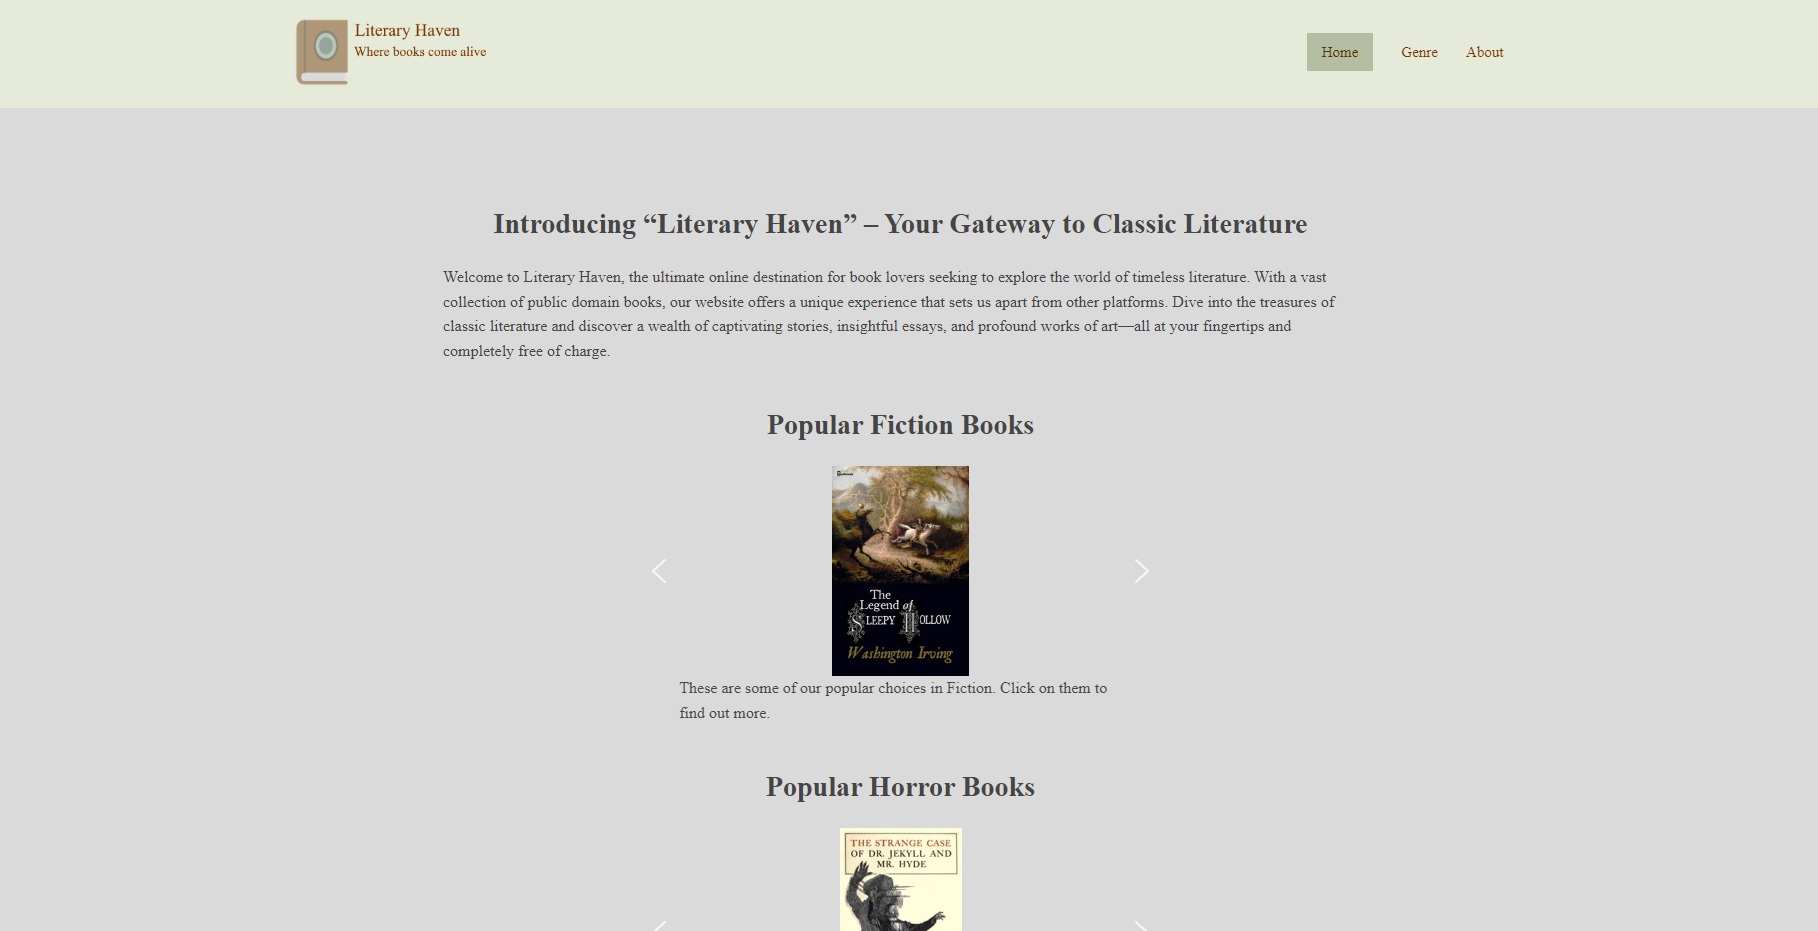 Literary Haven
Where books come alive
Home
Genre
About
Introducing “Literary Haven” – Your Gateway to Classic Literature
Welcome to Literary Haven, the ultimate online destination for book lovers seeking to explore the world of timeless literature. With a vast
collection of public domain books, our website offers a unique experience that sets us apart from other platforms. Dive into the treasures of
classic literature and discover a wealth of captivating stories, insightful essays, and profound works of art—all at your fingertips and
completely free of charge.
Popular Fiction Books
The
Legend of
SLEEPY HOLLOW
Washington Irving
These are some of our popular choices in Fiction. Click on them to
find out more.
Popular Horror Books
THE STRANGE CASE
OF DR. JEKYLL AND
MR. HYDE